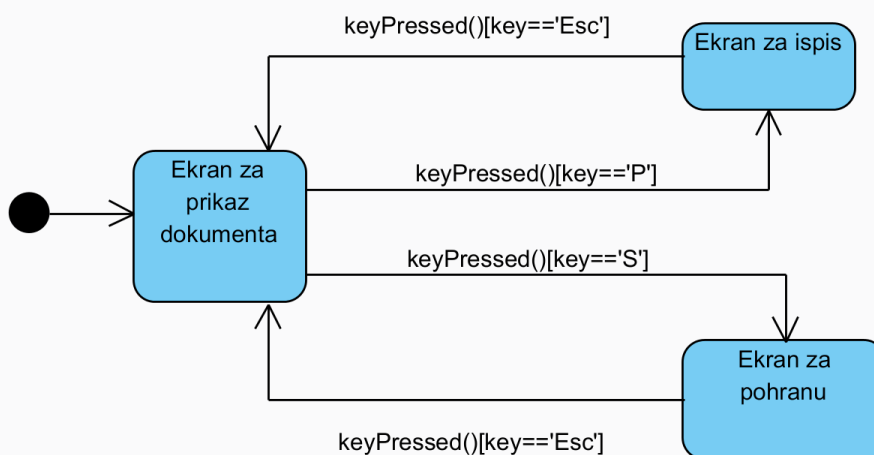 keyPressed()[key=='Esc']
Ekran za ispis
Ekran za
prikaz
dokumenta
keyPressed()[key=='P']
keyPressed()[key=='S']
Ekran za
pohranu
keyPressed()[key=='Esc']